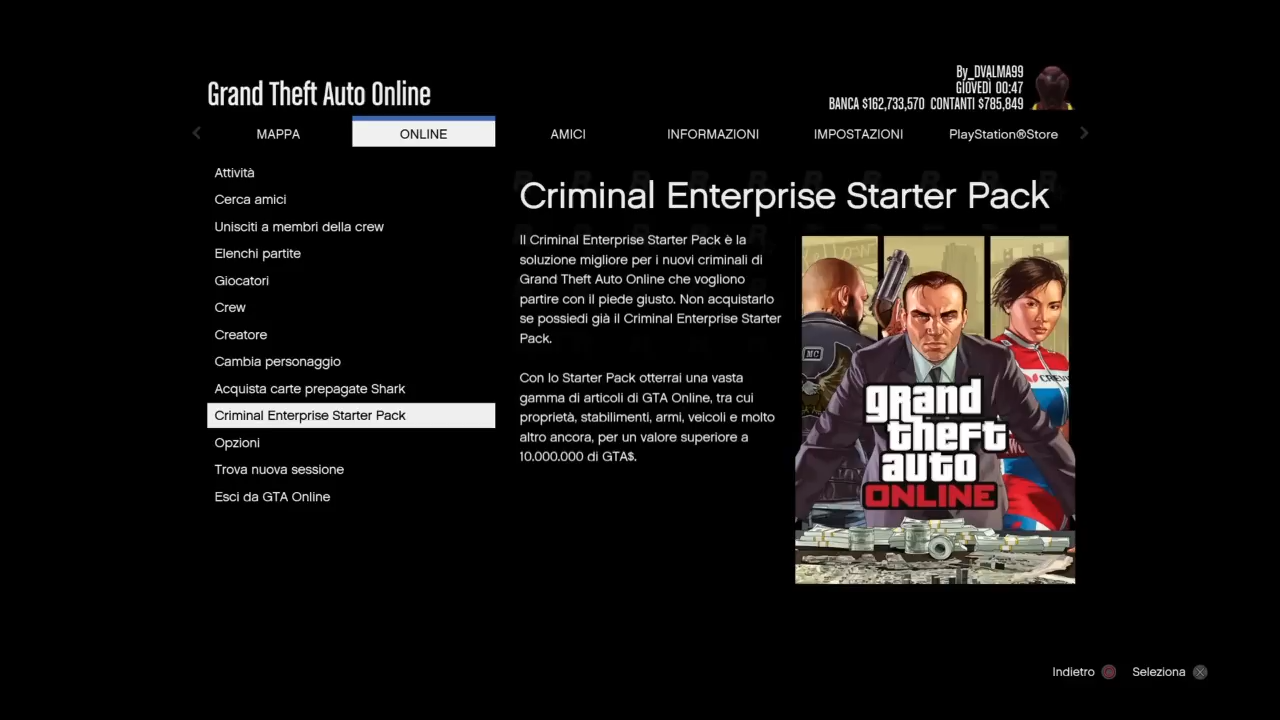 Grand Theft Auto Online
By_DVALMA99
GIOVEDÌ 00:47
BANCA $162,733,570 CONTANTI $785,849
MAPPA
ONLINE
AMICI
INFORMAZIONI
IMPOSTAZIONI
PlayStation®Store
Attività
Cerca amici
Unisciti a membri della crew
Elenchi partite
Giocatori
Crew
Creatore
Cambia personaggio
Acquista carte prepagate Shark
Criminal Enterprise Starter Pack
Opzioni
Trova nuova sessione
Esci da GTA Online
Criminal Enterprise Starter Pack
Il Criminal Enterprise Starter Pack è la
soluzione migliore per i nuovi criminali di
Grand Theft Auto Online che vogliono
partire con il piede giusto. Non acquistarlo
se possiedi già il Criminal Enterprise Starter
Pack.
Con lo Starter Pack otterrai una vasta
gamma di articoli di GTA Online, tra cui
proprietà, stabilimenti, armi, veicoli e molto
altro ancora, per un valore superiore a
10.000.000 di GTA$.
MC
grand
theft
auto
ONLINE
Indietro
Seleziona